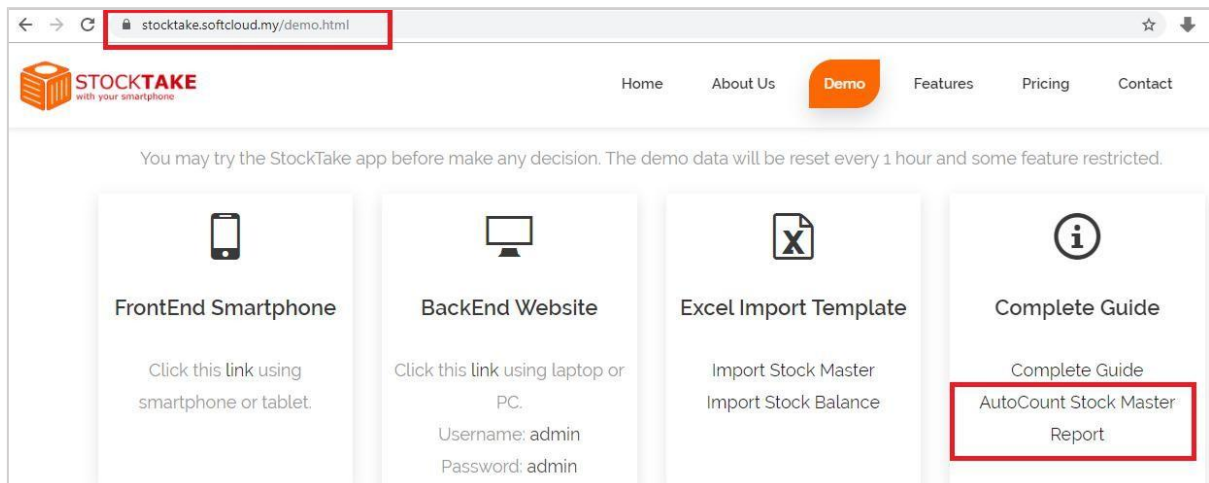 stocktake.softcloud.my/demo.html
STOCKTAKE
with your smartphone
Home About Us Demo Features Pricing Contact
You may try the StockTake app before make any decision. The demo data will be reset every 1 hour and some feature restricted.
FrontEnd Smartphone
Click this link using
smartphone or tablet.
BackEnd Website
Click this link using laptop or
PC.
Username: admin
Password: admin
X
Excel Import Template
Import Stock Master
Import Stock Balance
i
Complete Guide
Complete Guide
AutoCount Stock Master
Report